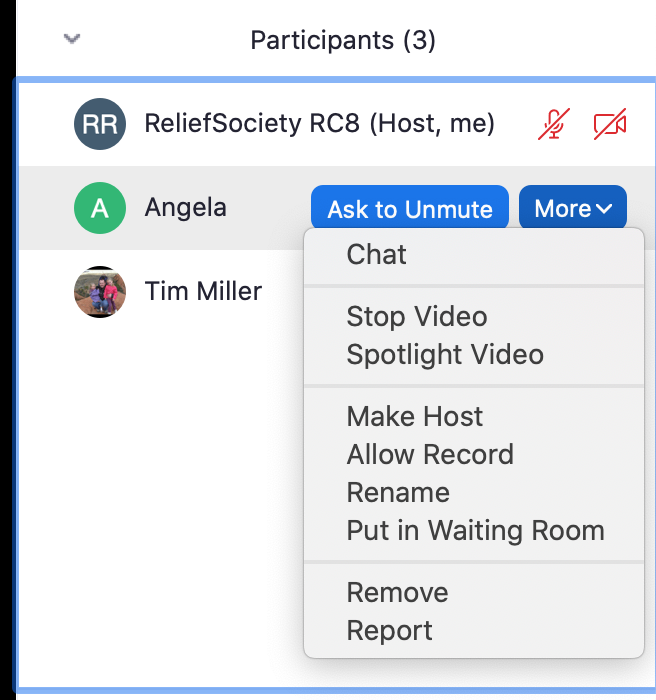 Participants (3)
RR ReliefSociety RC8 (Host, me)
A Angela Ask to Unmute More
Tim Miller
Chat
Stop Video
Spotlight Video
Make Host
Allow Record
Rename
Put in Waiting Room
Remove
Report